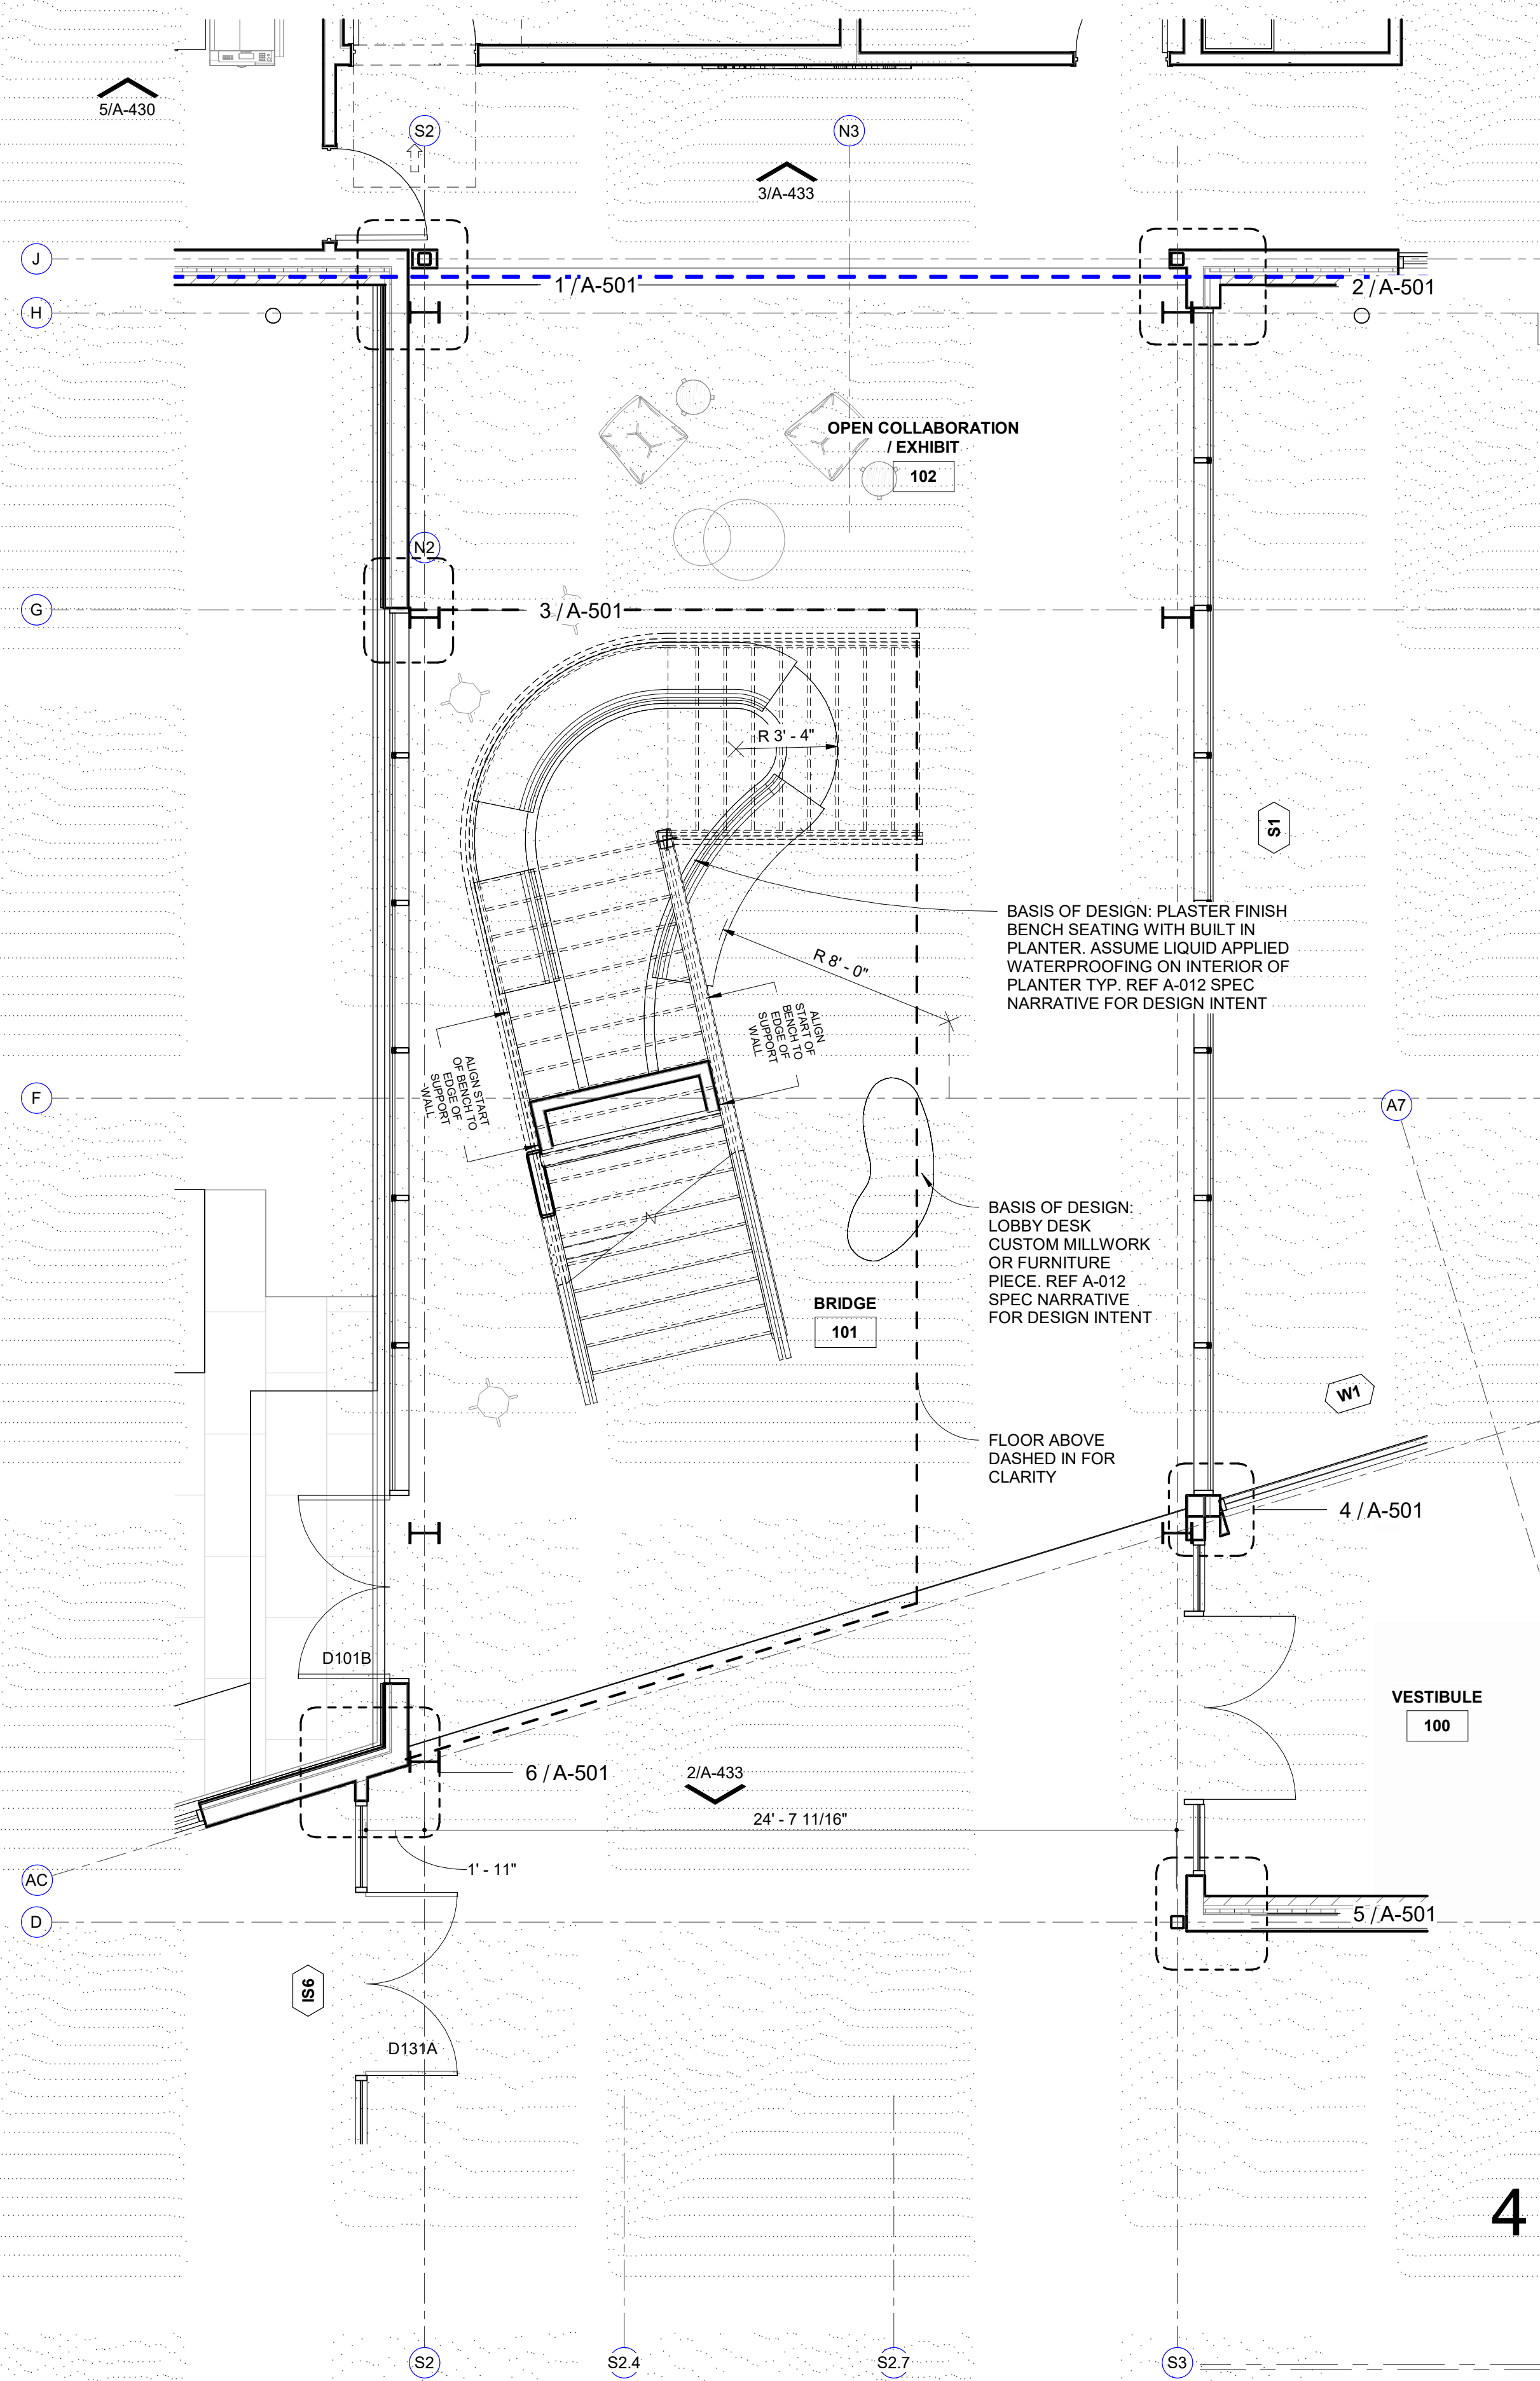 5/A-430
S2
N3
3/A-433
J
1 / A-501
2 / A-501
H
OPEN COLLABORATION
/ EXHIBIT
102
N2
G
3 / A-501
R 3' - 4"
S1
BASIS OF DESIGN: PLASTER FINISH
BENCH SEATING WITH BUILT IN
PLANTER. ASSUME LIQUID APPLIED
WATERPROOFING ON INTERIOR OF
PLANTER TYP. REF A-012 SPEC
NARRATIVE FOR DESIGN INTENT
R 8' - 0"
ALIGN
START OF
BENCH TO
EDGE OF
SUPPORT
WALL
ALIGN START
OF BENCH TO
EDGE OF
SUPPORT
WALL
F
A7
BASIS OF DESIGN:
LOBBY DESK
CUSTOM MILLWORK
OR FURNITURE
PIECE. REF A-012
SPEC NARRATIVE
FOR DESIGN INTENT
BRIDGE
101
W1
FLOOR ABOVE
DASHED IN FOR
CLARITY
4 / A-501
D101B
VESTIBULE
100
6 / A-501
2/A-433
24' - 7 11/16"
1' - 11"
AC
D
5 / A-501
IS6
D131A
4
S2
S2.4
S2.7
S3